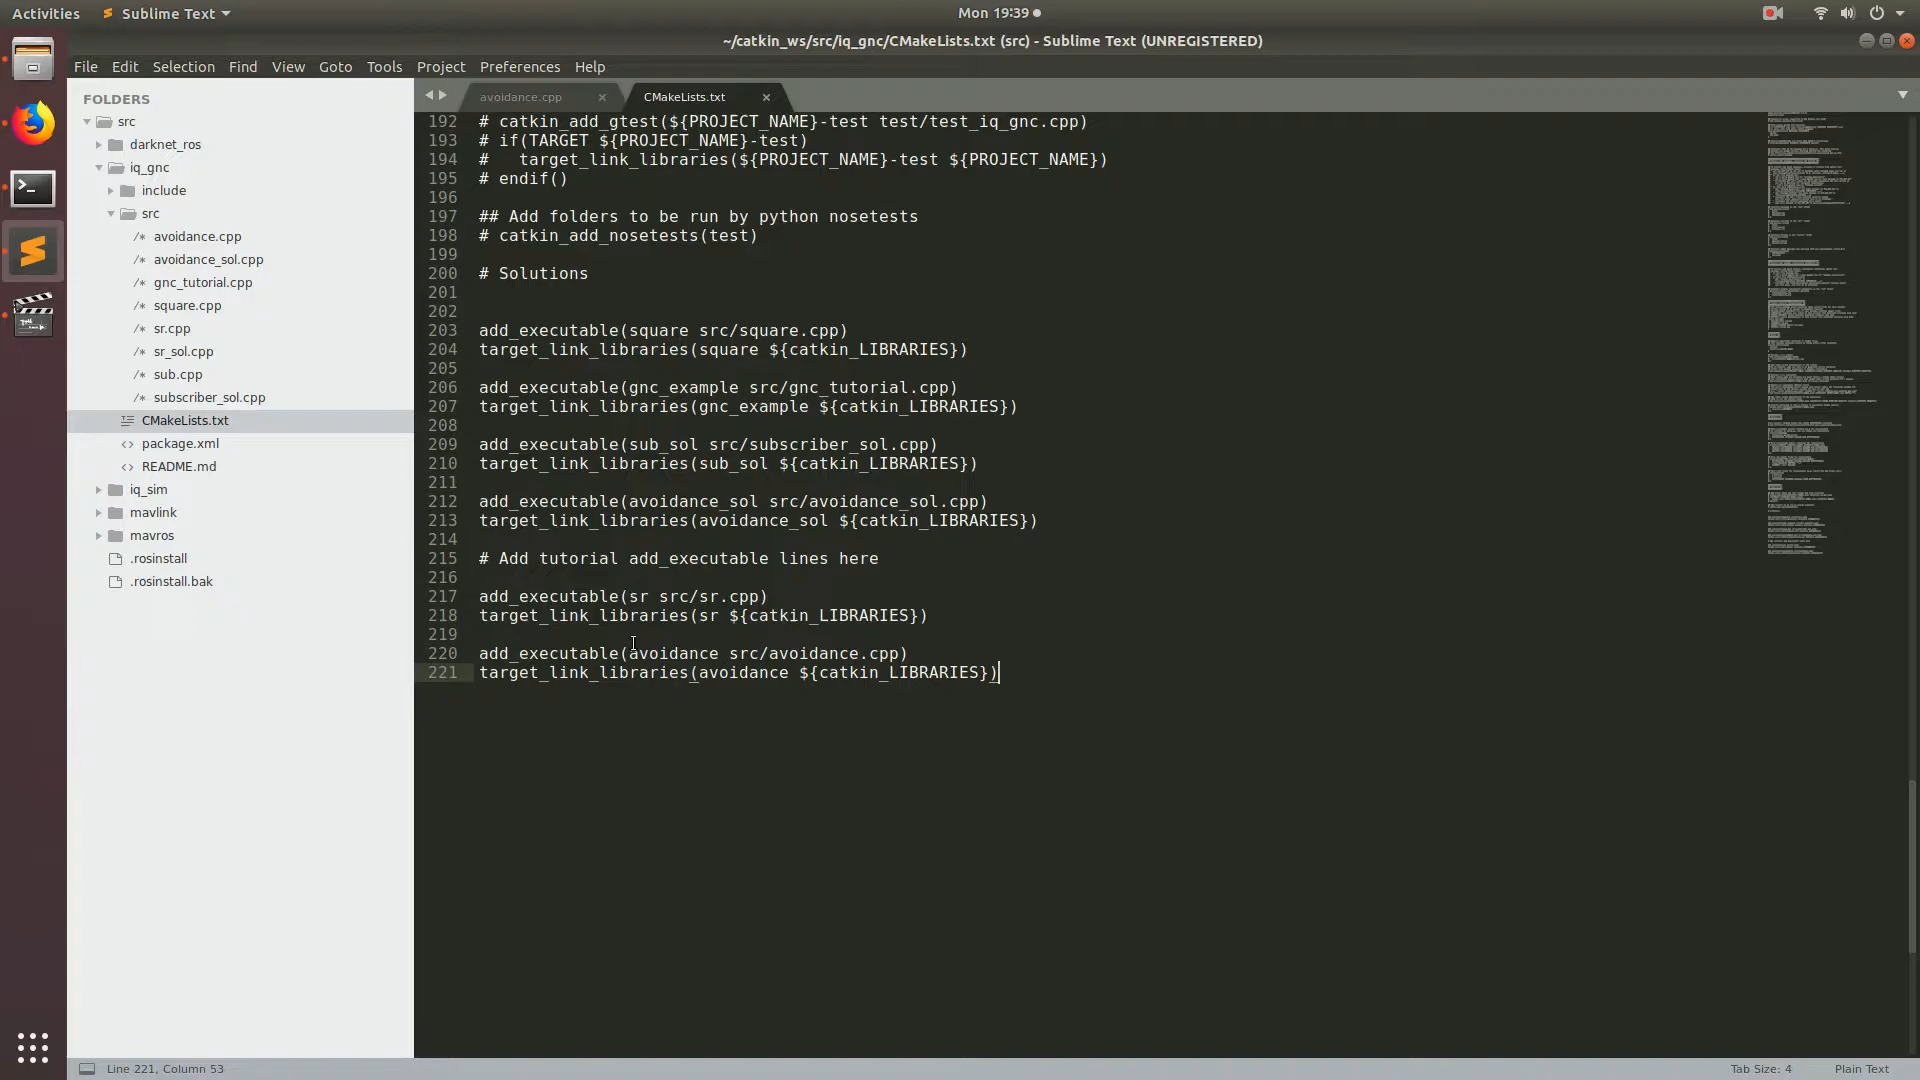 Activities
Sublime Text
Mon 19:39
~/catkin_ws/src/iq_gnc/CMakeLists.txt (src) - Sublime Text (UNREGISTERED)
File Edit Selection Find View Goto Tools Project Preferences Help
FOLDERS
src
darknet_ros
iq_gnc
include
src
/* avoidance.cpp
/* avoidance_sol.cpp
/* gnc_tutorial.cpp
/* square.cpp
/* sr.cpp
/* sr_sol.cpp
/* sub.cpp
/* subscriber_sol.cpp
CMakeLists.txt
<> package.xml
<> README.md
iq_sim
mavlink
mavros
.rosinstall
.rosinstall.bak
avoidance.cpp
CMakeLists.txt
192 # catkin_add_gtest(${PROJECT_NAME}-test test/test_iq_gnc.cpp)
193 # if(TARGET ${PROJECT_NAME}-test)
194 #   target_link_libraries(${PROJECT_NAME}-test ${PROJECT_NAME})
195 # endif()
196
197 ## Add folders to be run by python nosetests
198 # catkin_add_nosetests(test)
199
200 # Solutions
201
202
203 add_executable(square src/square.cpp)
204 target_link_libraries(square ${catkin_LIBRARIES})
205
206 add_executable(gnc_example src/gnc_tutorial.cpp)
207 target_link_libraries(gnc_example ${catkin_LIBRARIES})
208
209 add_executable(sub_sol src/subscriber_sol.cpp)
210 target_link_libraries(sub_sol ${catkin_LIBRARIES})
211
212 add_executable(avoidance_sol src/avoidance_sol.cpp)
213 target_link_libraries(avoidance_sol ${catkin_LIBRARIES})
214
215 # Add tutorial add_executable lines here
216
217 add_executable(sr src/sr.cpp)
218 target_link_libraries(sr ${catkin_LIBRARIES})
219
220 add_executable(avoidance src/avoidance.cpp)
221 target_link_libraries(avoidance ${catkin_LIBRARIES})
Line 221, Column 53
Tab Size: 4
Plain Text